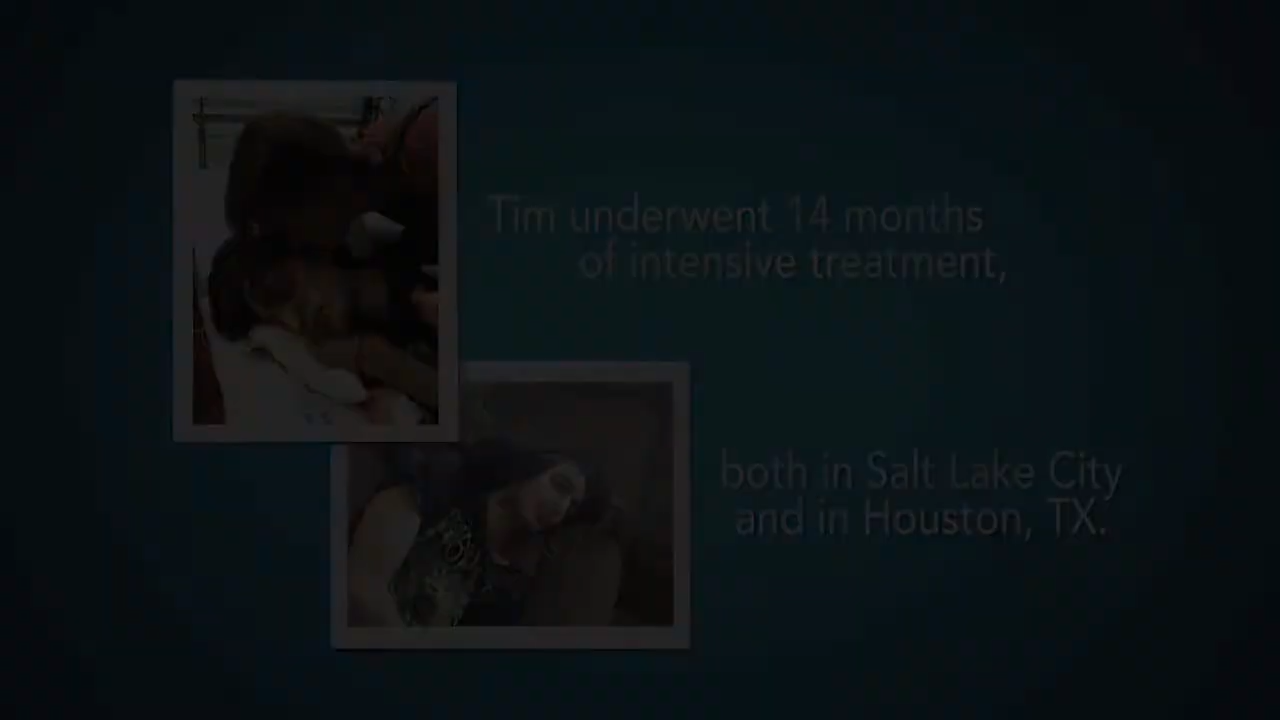 Tim underwent 14 months
of intensive treatment,
both in Salt Lake City
and in Houston, TX.